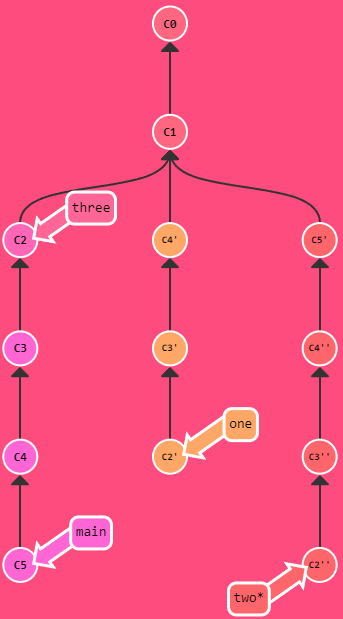 C0
C1
three
C2 C4' C5'
C3 C3' C4''
one
C4 C2' C3''
main
C5 C2''
two*